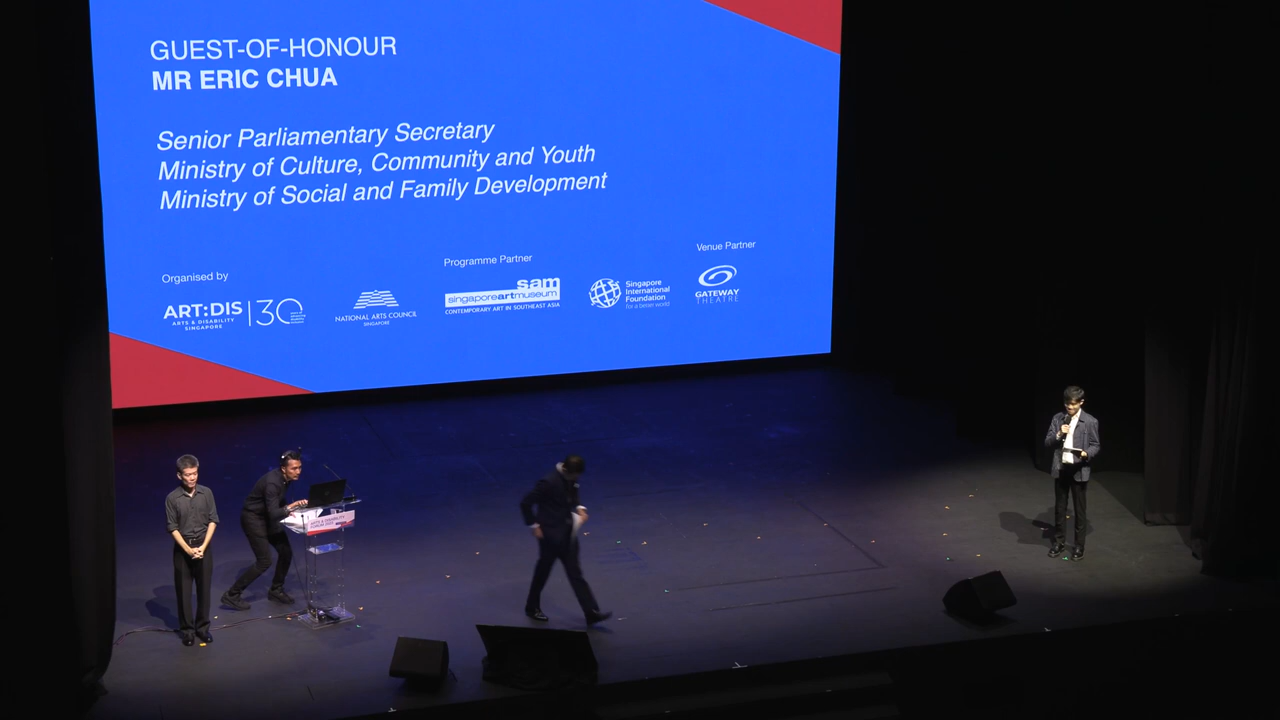 GUEST-OF-HONOUR
MR ERIC CHUA
Senior Parliamentary Secretary
Ministry of Culture, Community and Youth
Ministry of Social and Family Development
Organised by
Programme Partner
Venue Partner
ART:DIS 30
ARTS & DISABILITY
SINGAPORE
NATIONAL ARTS COUNCIL
SINGAPORE
sam
singaporeartmuseum
CONTEMPORARY ART IN SOUTHEAST ASIA
Singapore
International
Foundation
for a better world
GATEWAY
THEATRE
ARTS & DISABILITY